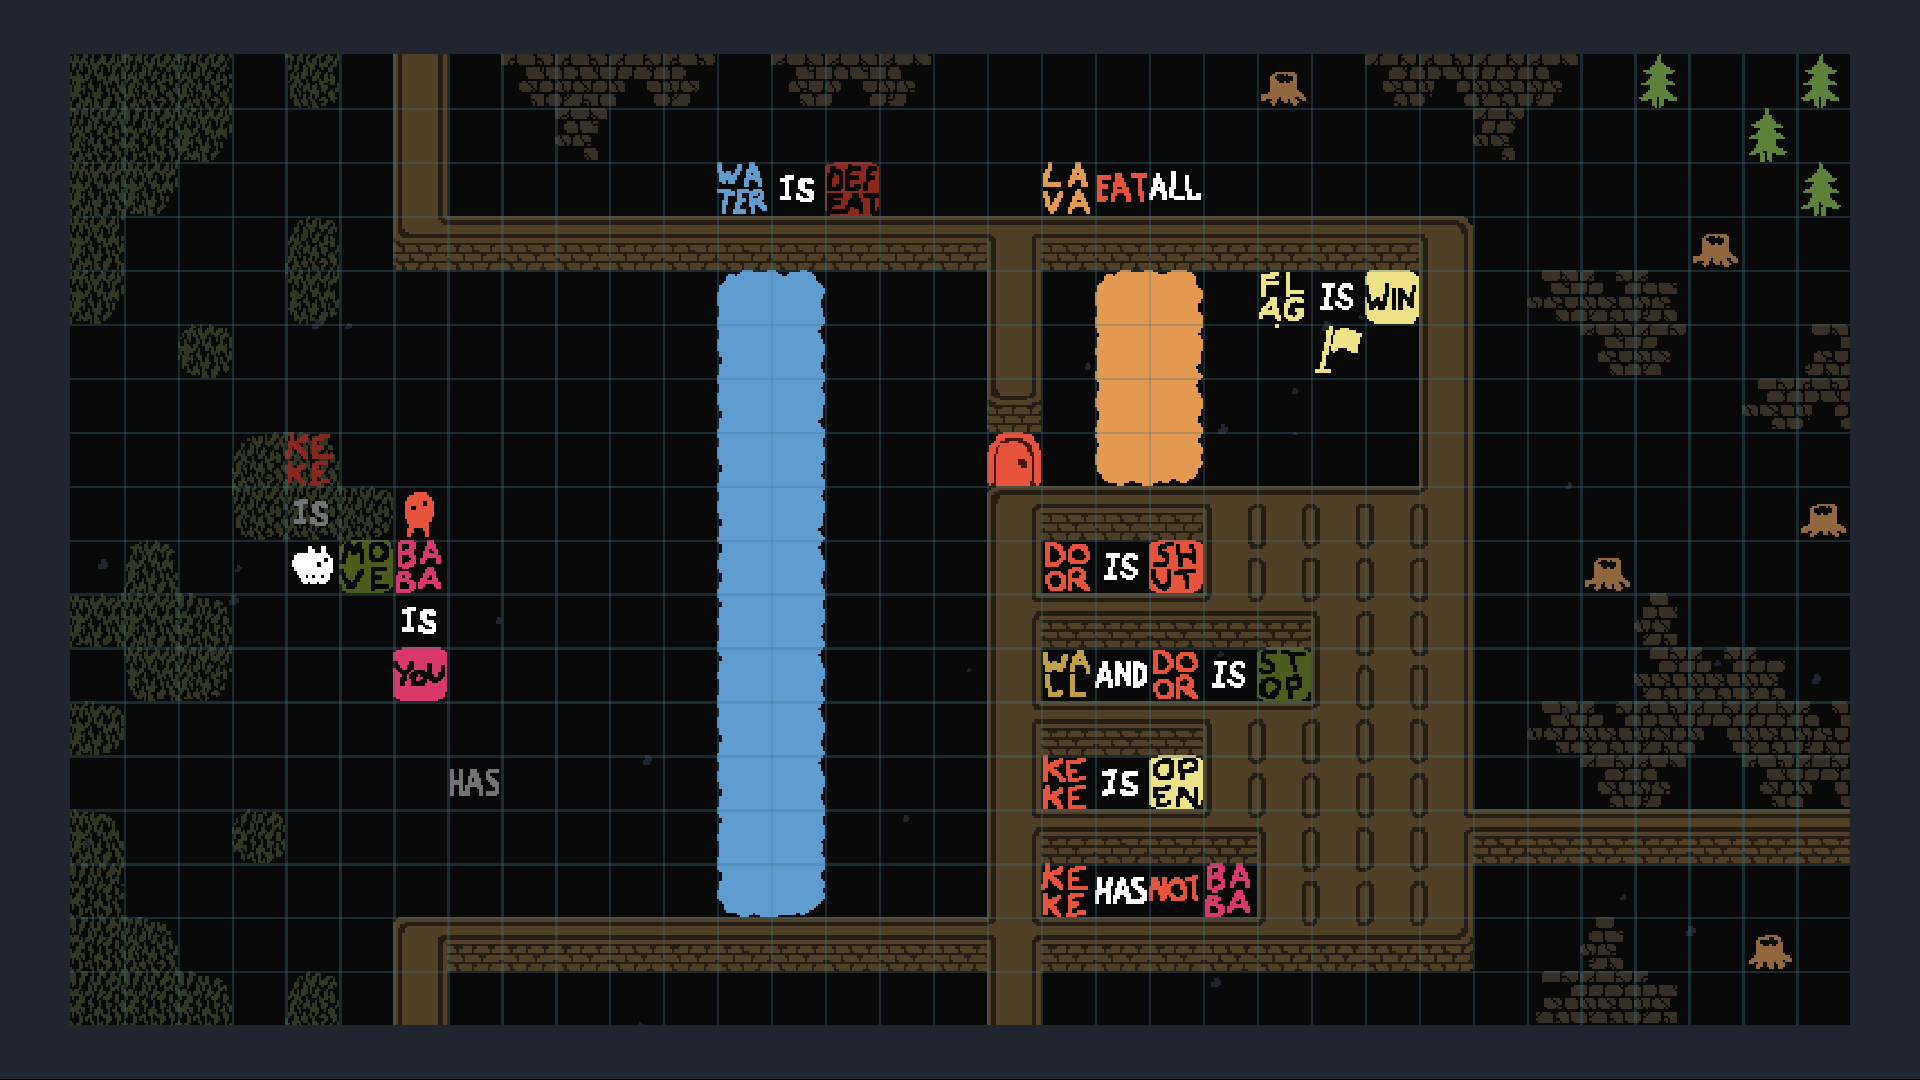 WATER IS DEFEAT
LAVA EAT ALL
FLAG IS WIN
KEKE
IS
MOVE BABA
IS
YOU
DOOR IS SHUT
WALL AND DOOR IS STOP
HAS
KEKE IS OPEN
KEKE HAS NOT BABA